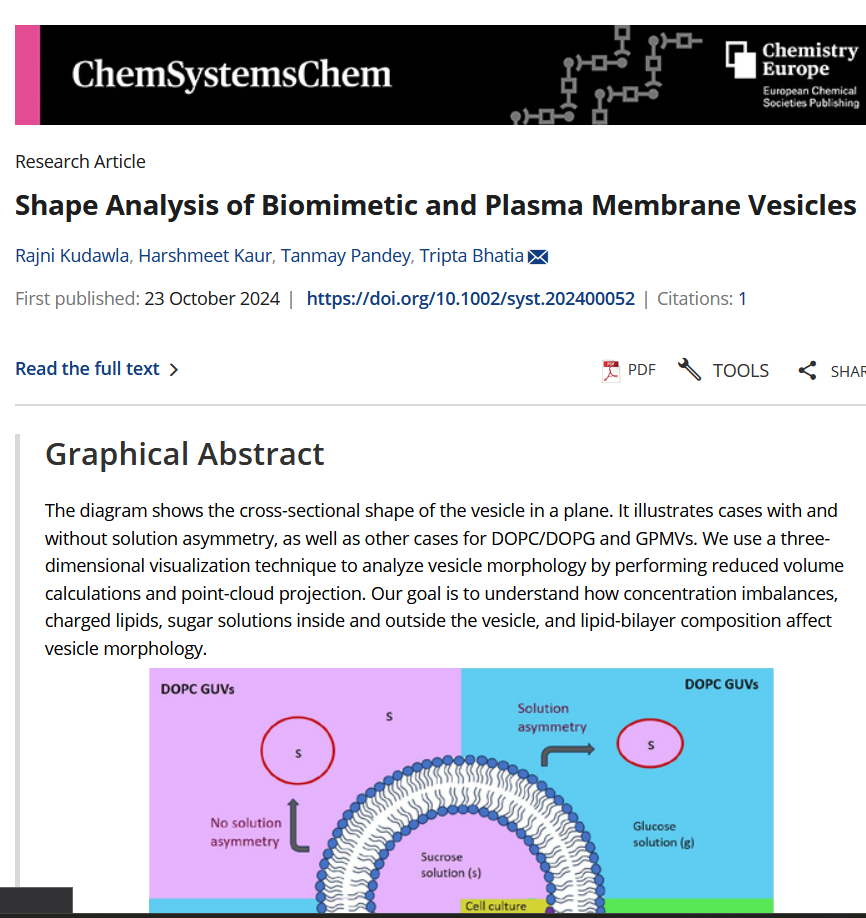 ChemSystemsChem
Chemistry
Europe
European Chemical
Societies Publishing
Research Article
Shape Analysis of Biomimetic and Plasma Membrane Vesicles
Rajni Kudawla, Harshmeet Kaur, Tanmay Pandey, Tripta Bhatia
First published: 23 October 2024 | https://doi.org/10.1002/syst.202400052 | Citations: 1
Read the full text
PDF
TOOLS
SHAR
Graphical Abstract
The diagram shows the cross-sectional shape of the vesicle in a plane. It illustrates cases with and
without solution asymmetry, as well as other cases for DOPC/DOPG and GPMVs. We use a three-
dimensional visualization technique to analyze vesicle morphology by performing reduced volume
calculations and point-cloud projection. Our goal is to understand how concentration imbalances,
charged lipids, sugar solutions inside and outside the vesicle, and lipid-bilayer composition affect
vesicle morphology.
DOPC GUVs
s
s
No solution
asymmetry
Sucrose
solution (s)
DOPC GUVs
Solution
asymmetry
s
Glucose
solution (g)
Cell culture